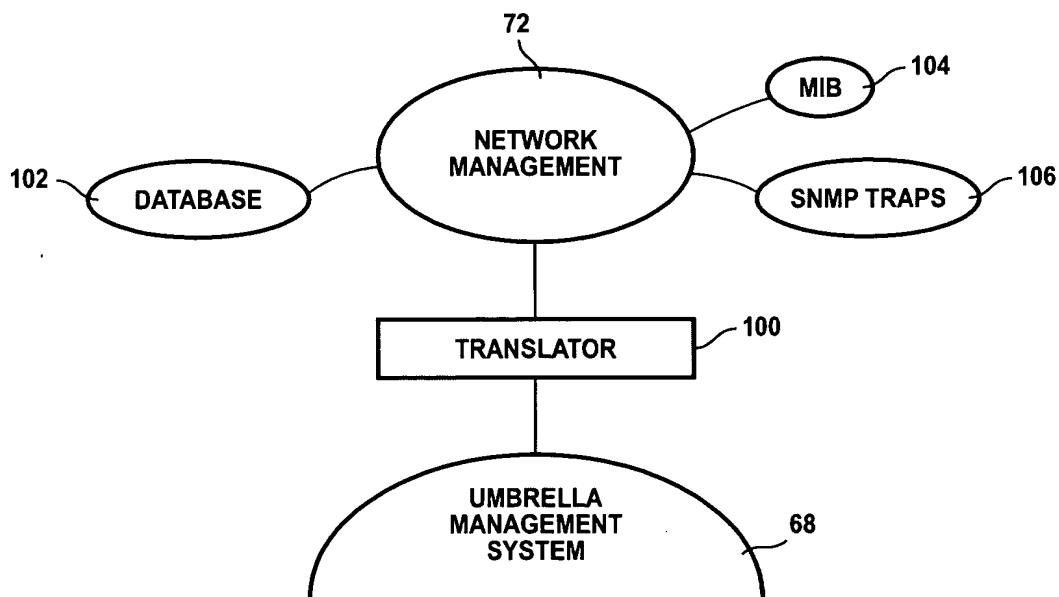 72
MIB
104
NETWORK
MANAGEMENT
102
DATABASE
SNMP TRAPS
106
TRANSLATOR
100
UMBRELLA
MANAGEMENT
SYSTEM
68